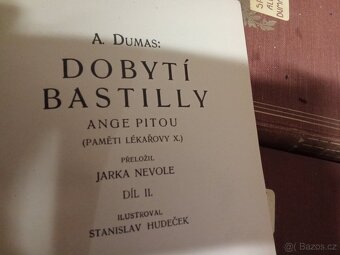 A. DUMAS:
DOBYTÍ
BASTILLY
ANGE PITOU
(PAMĚTI LÉKAŘOVY X.)
PŘELOŽIL
JARKA NEVOLE
DÍL II.
ILUSTROVAL
STANISLAV HUDEČEK
Bazos.cz